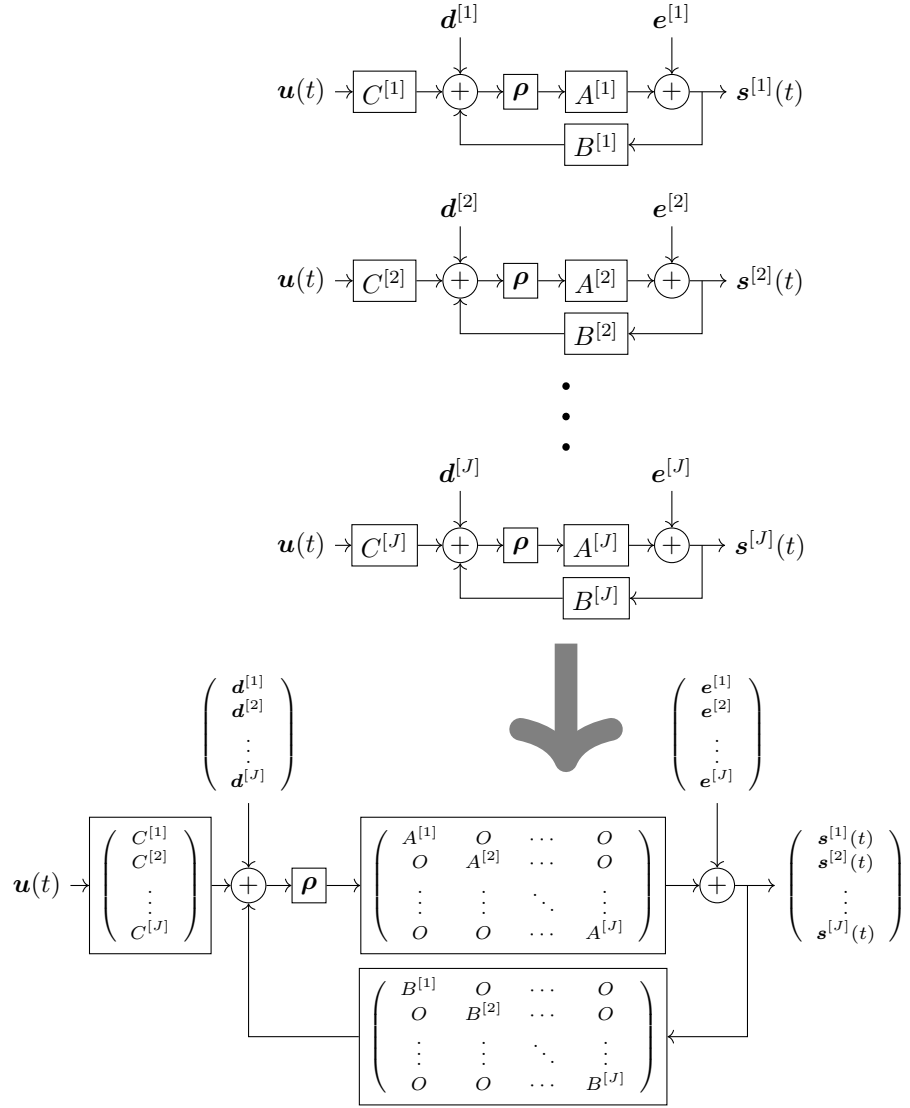 d^{[1]} e^{[1]}
u(t) C^{[1]} + ρ A^{[1]} + s^{[1]}(t)
B^{[1]}
d^{[2]} e^{[2]}
u(t) C^{[2]} + ρ A^{[2]} + s^{[2]}(t)
B^{[2]}
d^{[J]} e^{[J]}
u(t) C^{[J]} + ρ A^{[J]} + s^{[J]}(t)
B^{[J]}
d^{[1]} e^{[1]}
d^{[2]} e^{[2]}
⋮ ⋮
d^{[J]} e^{[J]}
C^{[1]} A^{[1]} O ⋯ O s^{[1]}(t)
C^{[2]} O A^{[2]} ⋯ O s^{[2]}(t)
u(t) ⋮ + ρ ⋮ ⋮ ⋱ ⋮ + ⋮
C^{[J]} O O ⋯ A^{[J]} s^{[J]}(t)
B^{[1]} O ⋯ O
O B^{[2]} ⋯ O
⋮ ⋮ ⋱ ⋮
O O ⋯ B^{[J]}